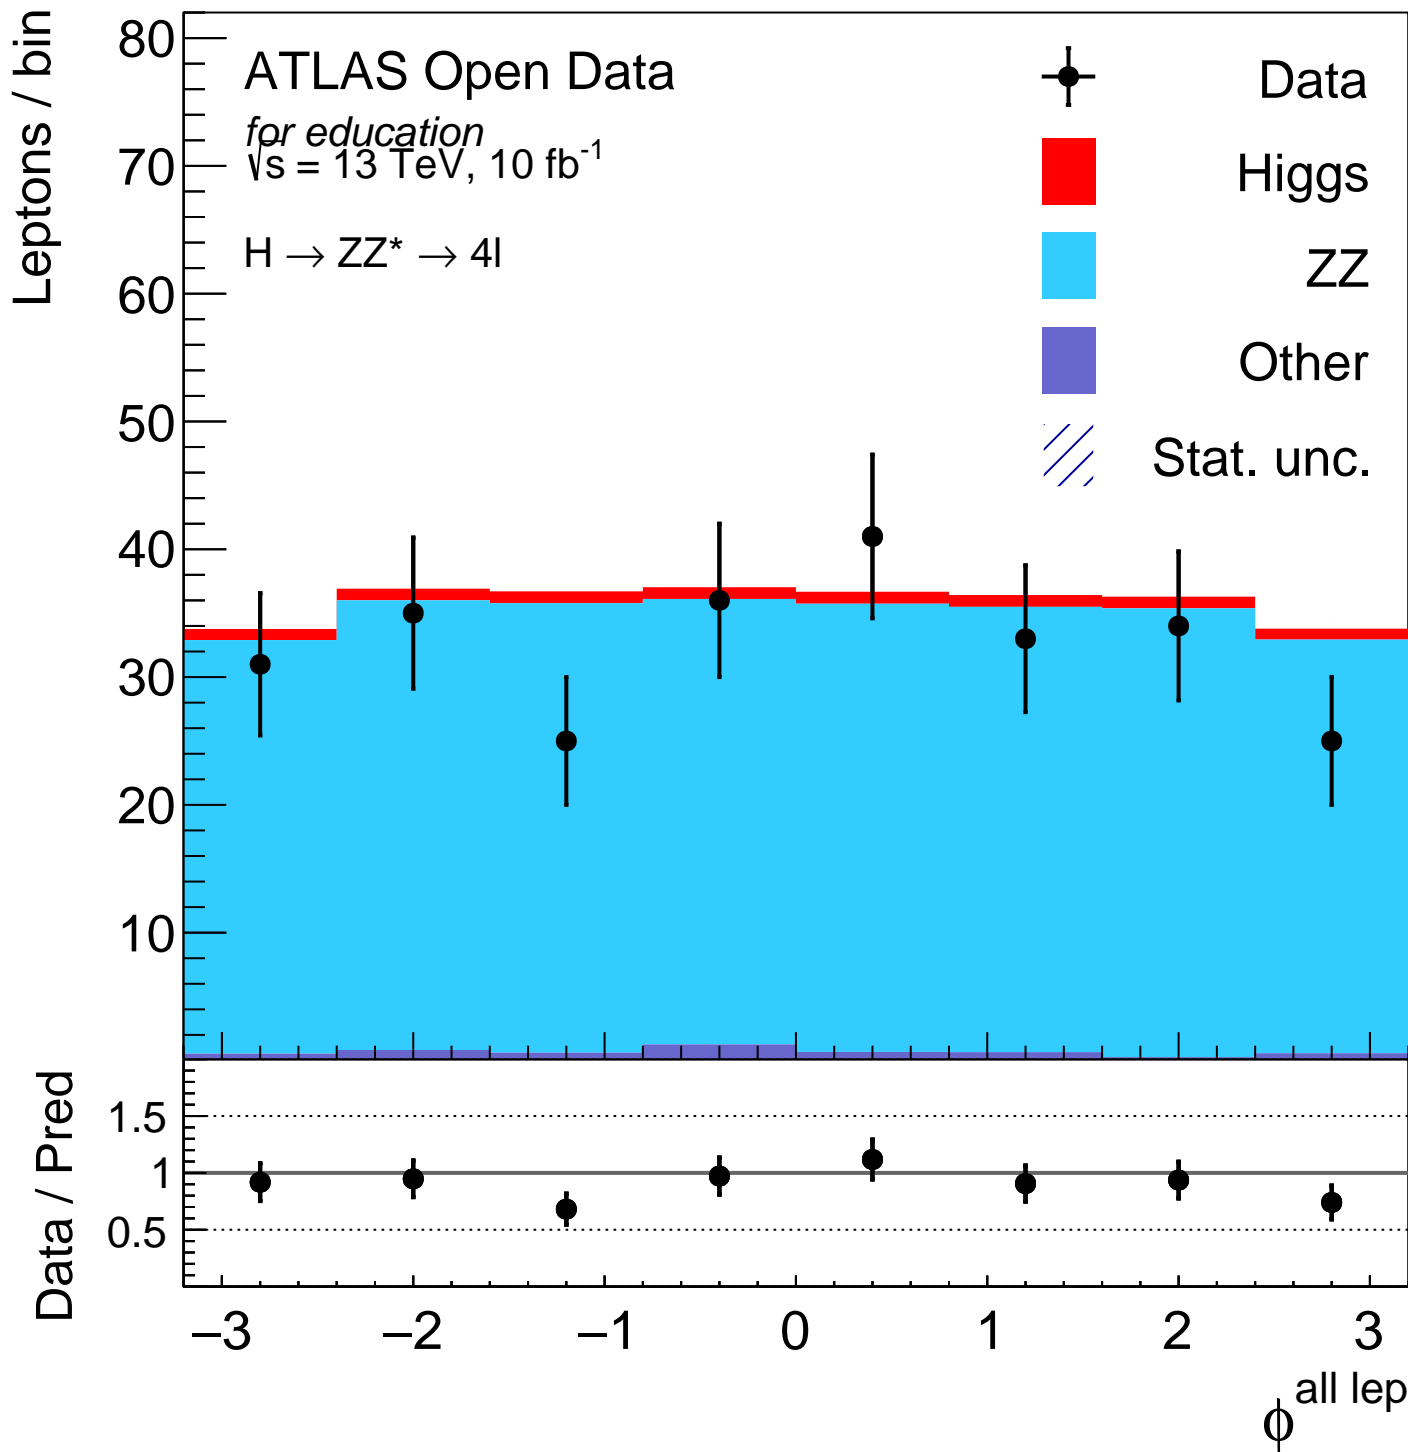 Leptons / bin
80
70
60
50
40
30
20
10
ATLAS Open Data
for education
√s = 13 TeV, 10 fb⁻¹
H → ZZ* → 4l
Data
Higgs
ZZ
Other
Stat. unc.
Data / Pred
1.5
1
0.5
–3 –2 –1 0 1 2 3
ϕ^all lep